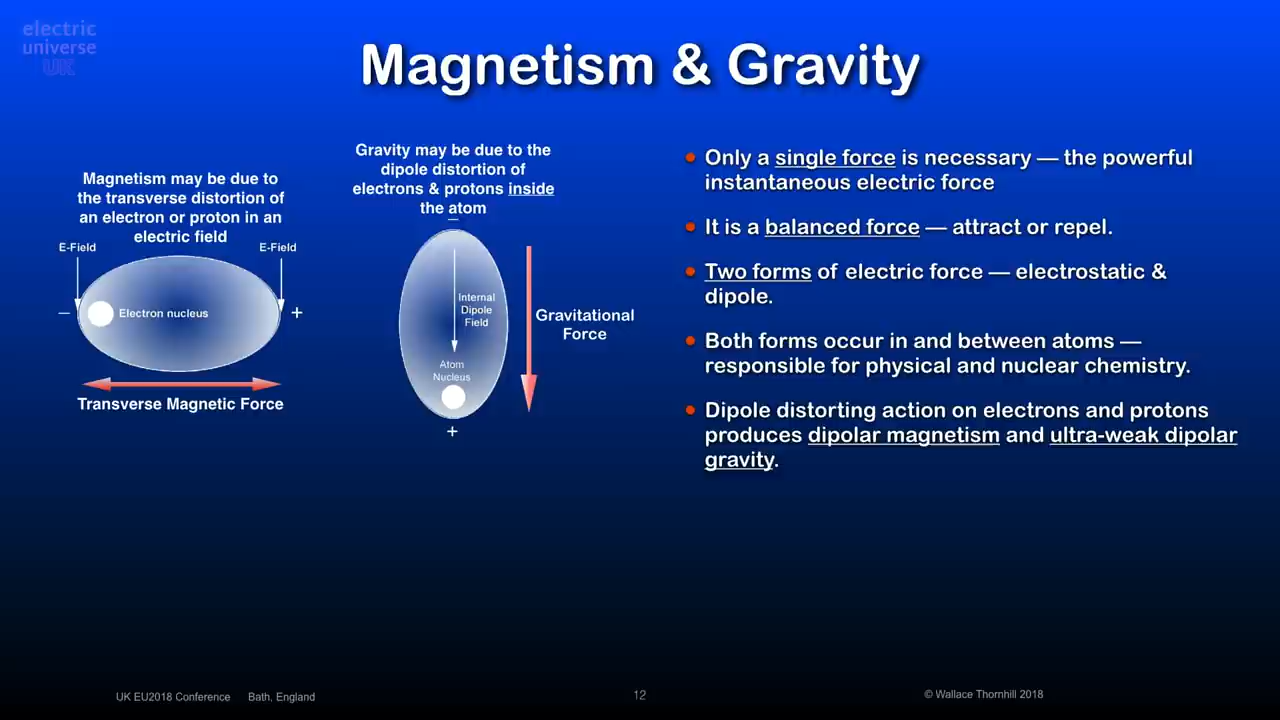 electric
universe
UK
Magnetism & Gravity
Magnetism may be due to
the transverse distortion of
an electron or proton in an
electric field
E-Field
E-Field
−
Electron nucleus
+
Transverse Magnetic Force
Gravity may be due to the
dipole distortion of
electrons & protons inside
the atom
−
Internal
Dipole
Field
Atom
Nucleus
+
Gravitational
Force
Only a single force is necessary — the powerful
instantaneous electric force
It is a balanced force — attract or repel.
Two forms of electric force — electrostatic &
dipole.
Both forms occur in and between atoms —
responsible for physical and nuclear chemistry.
Dipole distorting action on electrons and protons
produces dipolar magnetism and ultra-weak dipolar
gravity.
UK EU2018 Conference Bath, England
12
© Wallace Thornhill 2018